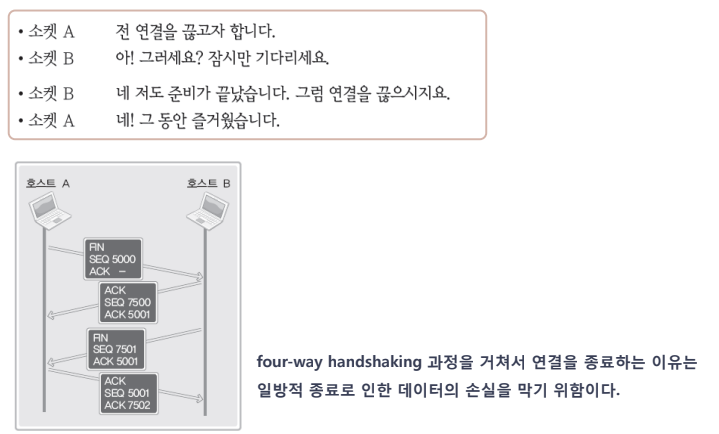 • 소켓 A 전 연결을 끊고자 합니다.
• 소켓 B 아! 그러세요? 잠시만 기다리세요.
• 소켓 B 네 저도 준비가 끝났습니다. 그럼 연결을 끊으시지요.
• 소켓 A 네! 그 동안 즐거웠습니다.
호스트 A 호스트 B
FIN
SEQ 5000
ACK –
ACK
SEQ 7500
ACK 5001
FIN
SEQ 7501
ACK 5001
ACK
SEQ 5001
ACK 7502
four-way handshaking 과정을 거쳐서 연결을 종료하는 이유는
일방적 종료로 인한 데이터의 손실을 막기 위함이다.